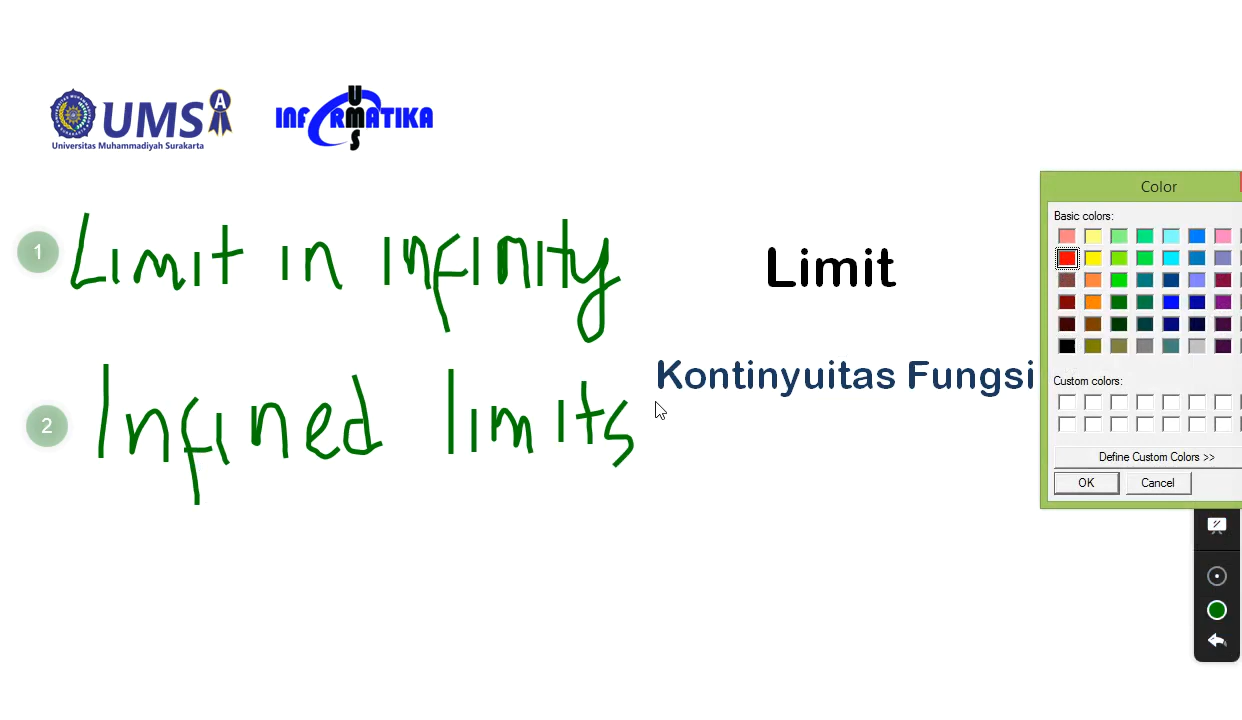 UMS A
Universitas Muhammadiyah Surakarta
INFORMATIKA
UMS
1 Limit in infinity
2 Infined limits
Limit
Kontinyuitas Fungsi
Color
Basic colors:
Custom colors:
Define Custom Colors >>
OK Cancel